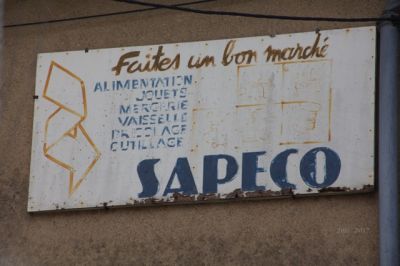 Faites un bon marché
ALIMENTATION
JOUETS
MERCERIE
VAISSELLE
BRICOLAGE
OUTILLAGE
SAPECO